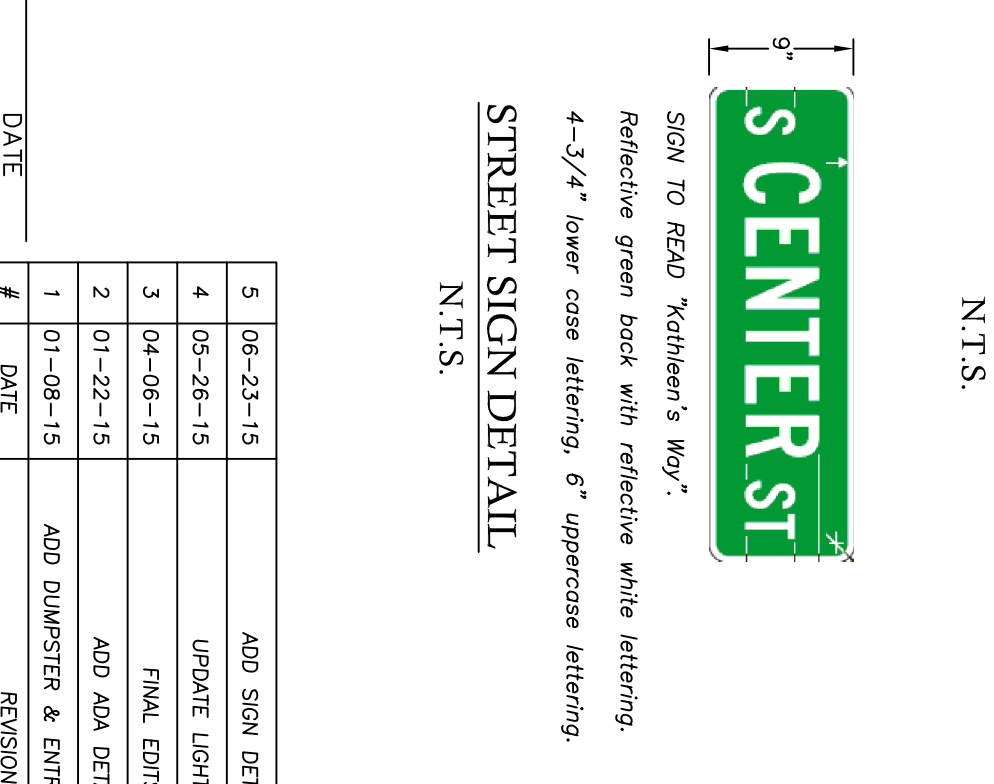 N.T.S.
9"
S CENTER ST
SIGN TO READ "Kathleen's Way".
Reflective green back with reflective white lettering.
4-3/4" lower case lettering, 6" uppercase lettering.
STREET SIGN DETAIL
N.T.S.
DATE
5 06-23-15 ADD SIGN
4 05-26-15 UPDATE
3 04-06-15 FINAL
2 01-22-15 ADD ADA
1 01-08-15 ADD DUMPSTER &
# DATE REVISION